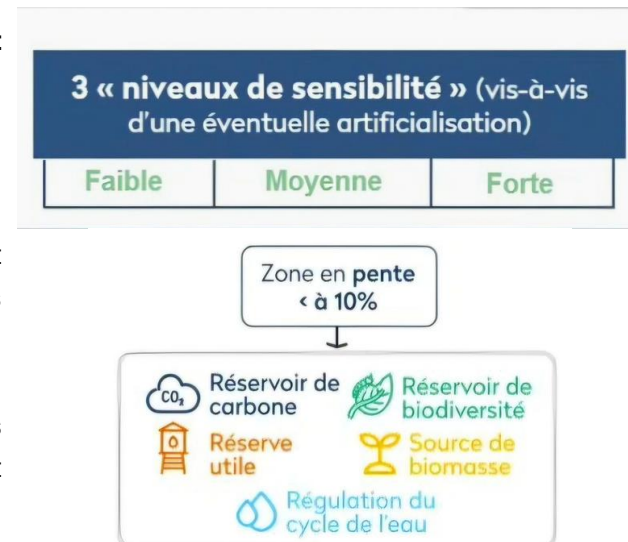 3 « niveaux de sensibilité » (vis-à-vis
d'une éventuelle artificialisation)
Faible Moyenne Forte
Zone en pente
< à 10%
CO₂ Réservoir de
carbone
Réservoir de
biodiversité
Réserve
utile
Source de
biomasse
Régulation du
cycle de l'eau